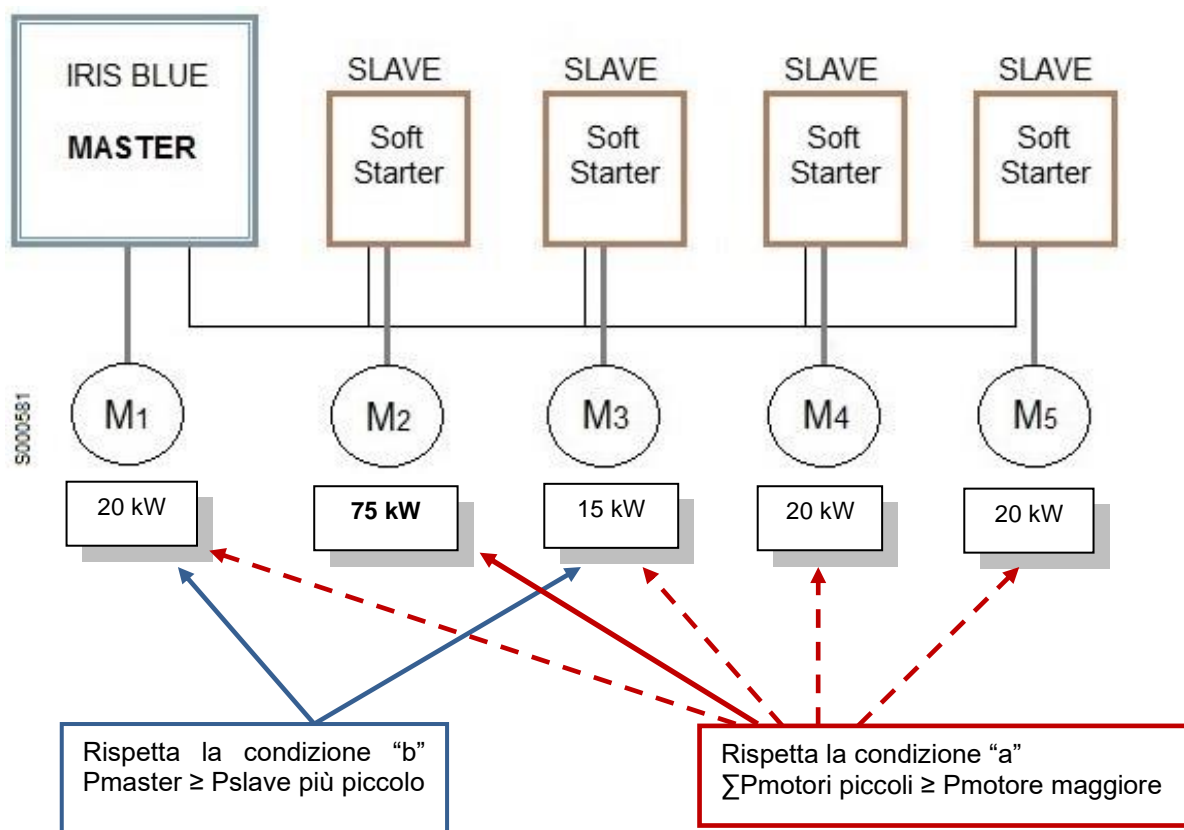 IRIS BLUE
MASTER
SLAVE
Soft
Starter
SLAVE
Soft
Starter
SLAVE
Soft
Starter
SLAVE
Soft
Starter
S000581
M1
M2
M3
M4
M5
20 kW
75 kW
15 kW
20 kW
20 kW
Rispetta la condizione “b”
Pmaster ≥ Pslave più piccolo
Rispetta la condizione “a”
∑Pmotori piccoli ≥ Pmotore maggiore